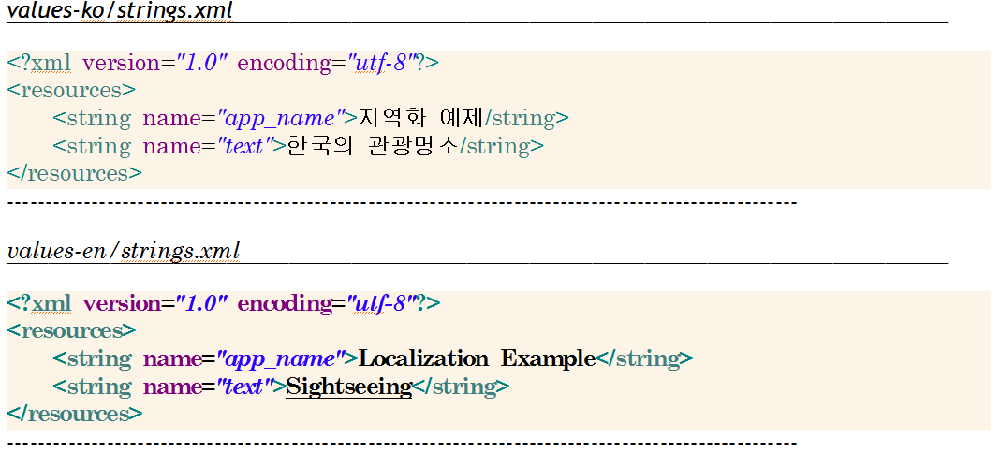 values-ko/strings.xml
<?xml version="1.0" encoding="utf-8"?>
<resources>
<string name="app_name">지역화 예제/string>
<string name="text">한국의 관광명소/string>
</resources>
-------------------------------------------------------------------------------------------------------
values-en/strings.xml
<?xml version="1.0" encoding="utf-8"?>
<resources>
<string name="app_name">Localization Example</string>
<string name="text">Sightseeing</string>
</resources>
-------------------------------------------------------------------------------------------------------